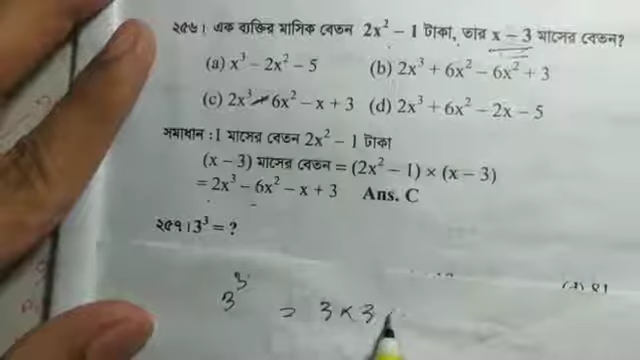 ২৫৬। এক ব্যক্তির মাসিক বেতন 2x² − 1 টাকা, তার x − 3 মাসের বেতন?
(a) x³ − 2x² − 5 (b) 2x³ + 6x² − 6x² + 3
(c) 2x³ − 6x² − x + 3 (d) 2x³ + 6x² − 2x − 5
সমাধান : 1 মাসের বেতন 2x² − 1 টাকা
(x − 3) মাসের বেতন = (2x² − 1) × (x − 3)
= 2x³ − 6x² − x + 3 Ans. C
২৫৭। 3³ = ?
3³ = 3 × 3